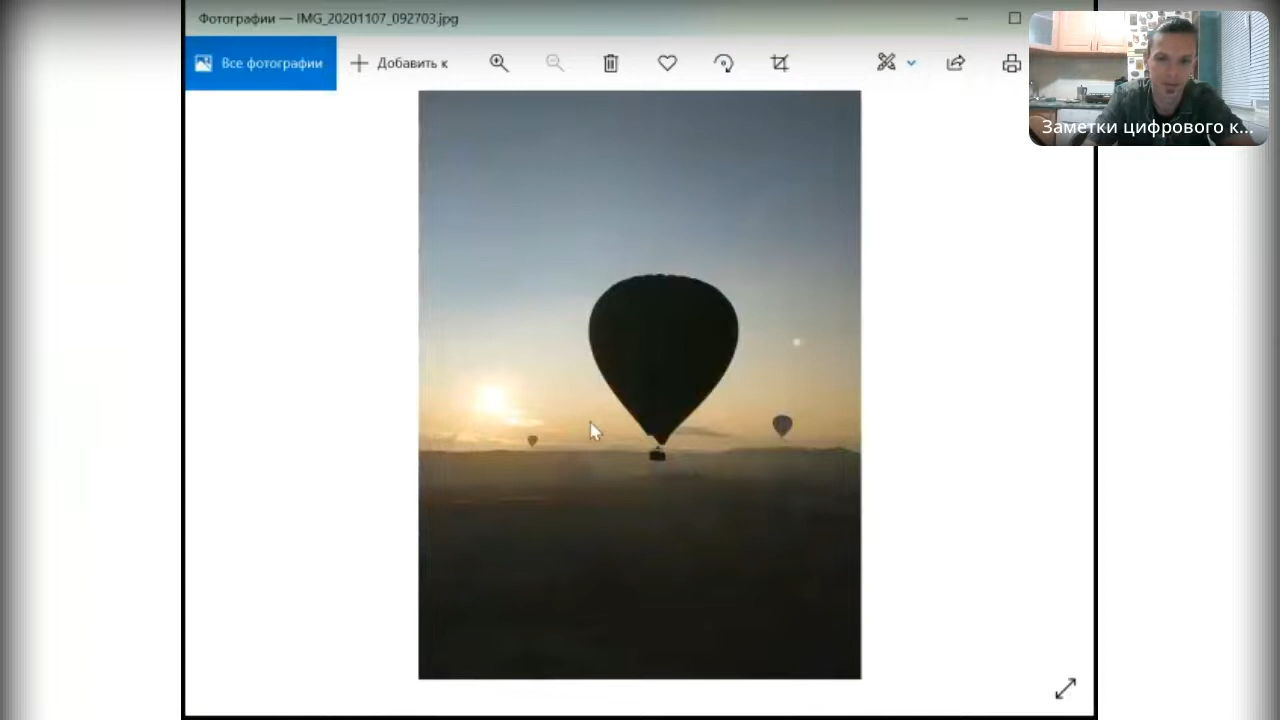 Фотографии — IMG_20201107_092703.jpg
Все фотографии
Добавить к
Заметки цифрового к...